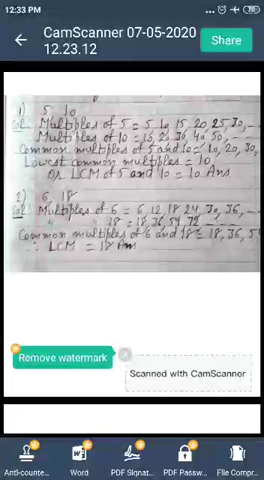 12:33 PM
CamScanner 07-05-2020
12.23.12
Share
1) 5, 10
Sol: Multiples of 5 = 5, 10, 15, 20, 25, 30,
Multiples of 10 = 10, 20, 30, 40, 50,
Common multiples of 5 and 10 = 10, 20, 30,
Lowest common multiple = 10
Or LCM of 5 and 10 = 10 Ans
2) 6, 18
Sol: Multiples of 6 = 6, 12, 18, 24, 30, 36,
" " 18 = 18, 36, 54, 72
Common multiples of 6 and 18 = 18, 36, 54
∴ LCM = 18 Ans
Remove watermark
Scanned with CamScanner
Anti-counte... Word PDF Signat... PDF Passw... File Compr...